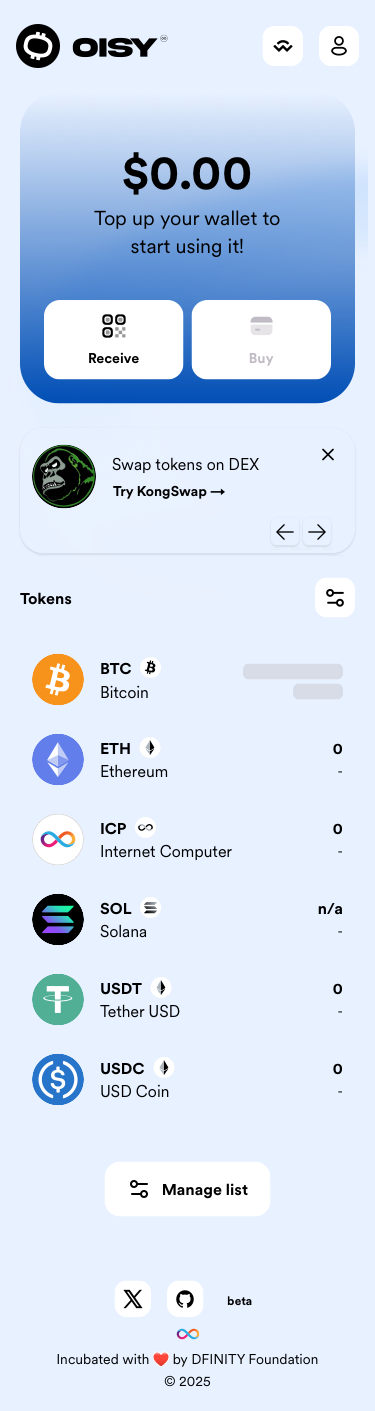 OISY
$0.00
Top up your wallet to
start using it!
Receive
Buy
Swap tokens on DEX
Try KongSwap →
Tokens
BTC
Bitcoin
ETH
0
Ethereum
-
ICP
0
Internet Computer
-
SOL
n/a
Solana
-
USDT
0
Tether USD
-
USDC
0
USD Coin
-
Manage list
beta
Incubated with ❤️ by DFINITY Foundation
© 2025